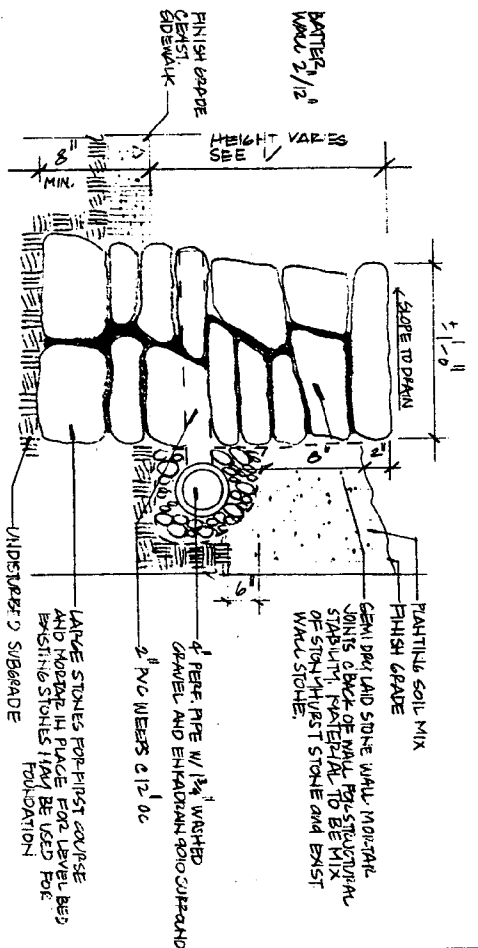 BATTER
WALL 2"/12"
FINISH GRADE
@ EXIST.
SIDEWALK
HEIGHT VARIES
SEE 1/
8"
MIN.
± 1'-0"
SLOPE TO DRAIN
8"
2"
6"
PLANTING SOIL MIX
FINISH GRADE
SEMI DRY LAID STONE WALL MORTAR
JOINTS @ BACK OF WALL FOR STRUCTURAL
STABILITY. MATERIAL TO BE MIX
OF STONYHURST STONE and EXIST
WALL STONE.
4" PERF. PIPE W/ 1 3/4" WASHED
GRAVEL AND ENKADRAIN 9010 SURROUND
2" PVC WEEPS @ 12' OC
LARGE STONES FOR FIRST COURSE
AND MORTAR IN PLACE FOR LEVEL BED
EXISTING STONES MAY BE USED FOR
FOUNDATION
UNDISTURBED SUBGRADE